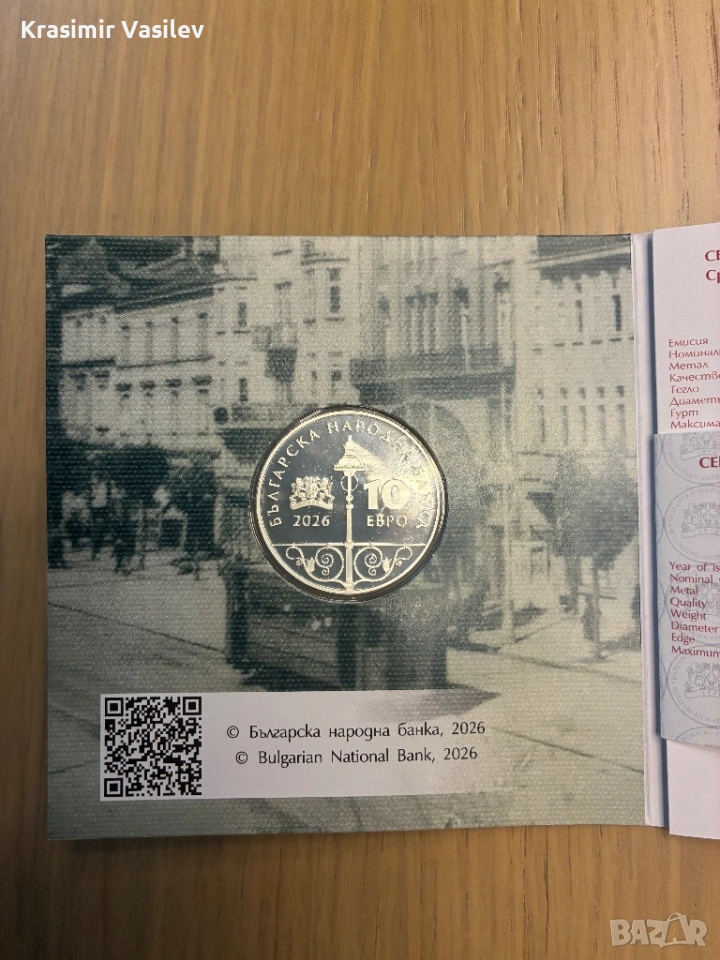 Krasimir Vasilev
БЪЛГАРСКА НАРОДНА БАНКА
2026
10
ЕВРО
© Българска народна банка, 2026
© Bulgarian National Bank, 2026
Емисия
Метал
Тегло
Гурт
Year of is
Nominal
Metal
Quality
Weight
Diameter
Edge
Maximum
BAZAR